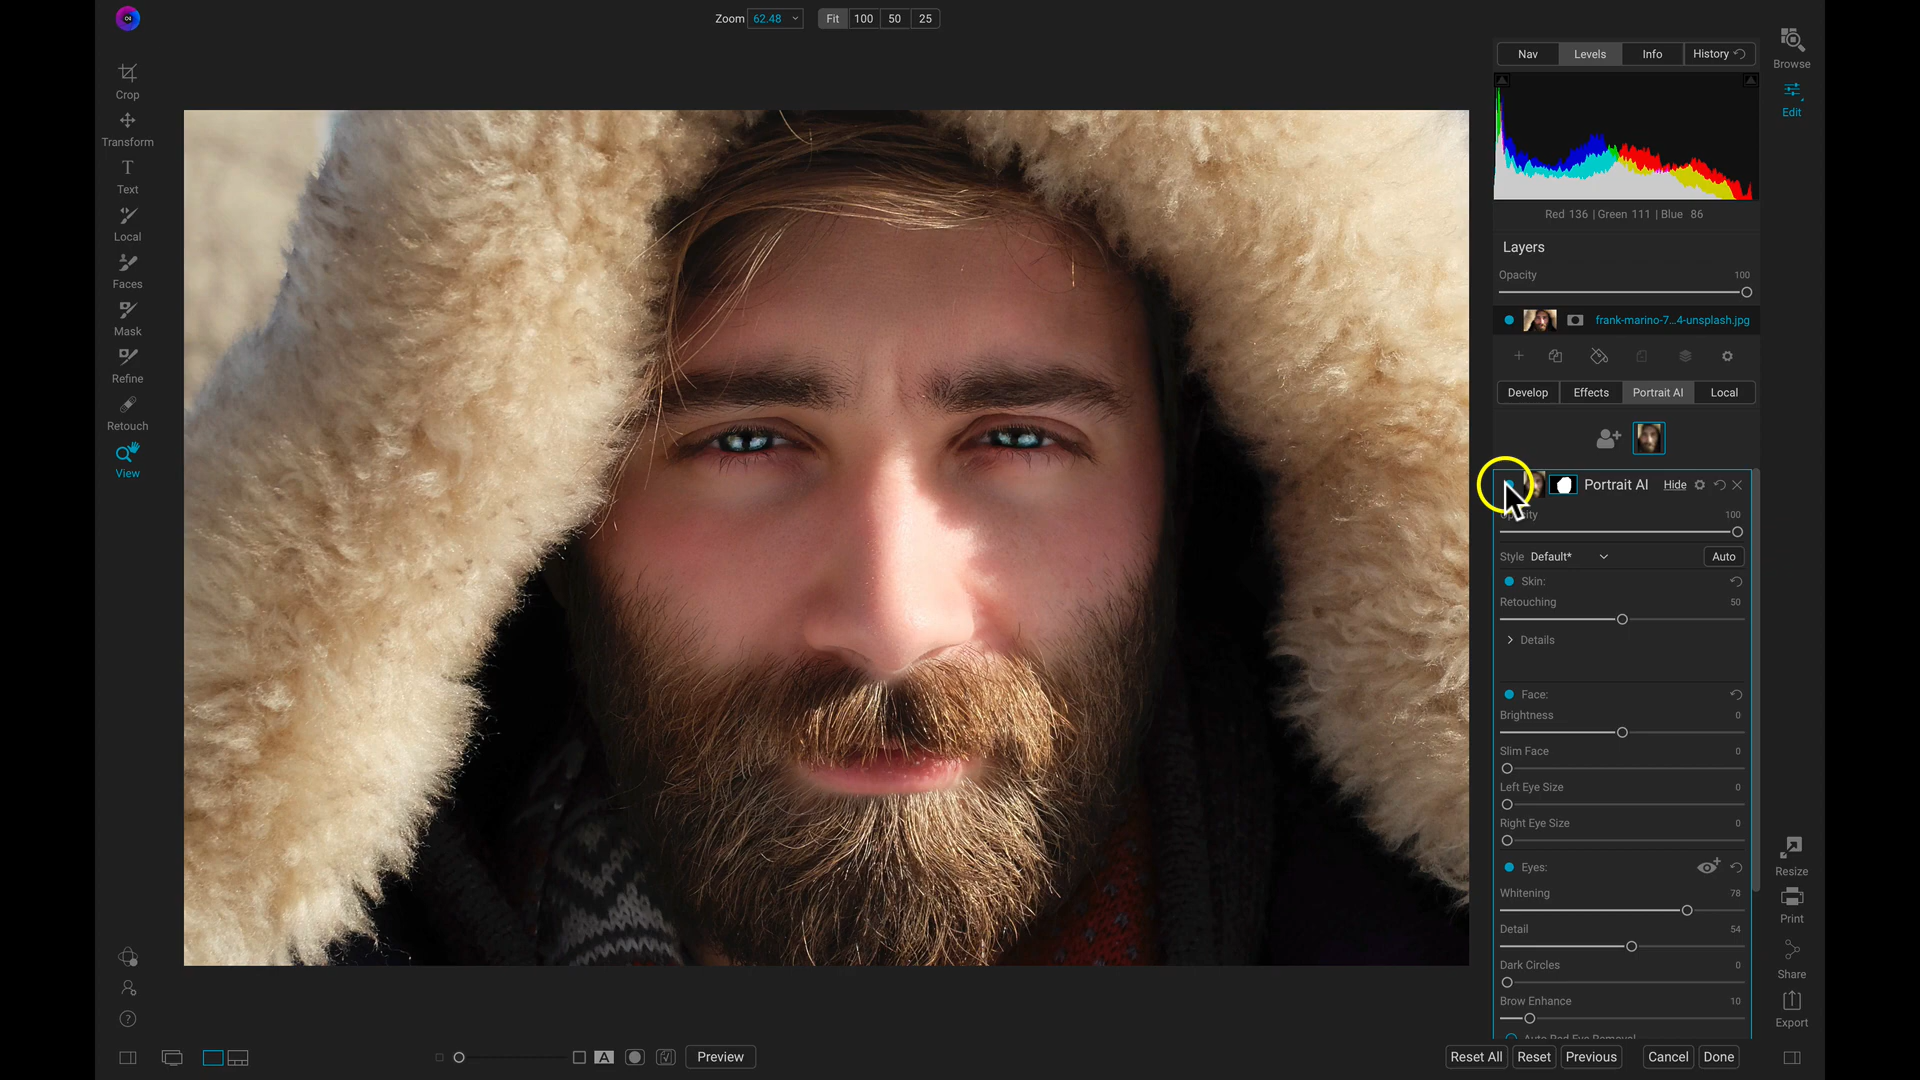 Zoom 62.48 Fit 100 50 25
Crop
Transform
T
Text
Local
Faces
Mask
Refine
Retouch
View
Nav Levels Info History
Red 136 | Green 111 | Blue 86
Layers
Opacity 100
frank-marino-7...4-unsplash.jpg
Develop Effects Portrait AI Local
Portrait AI Hide
100
Style Default* Auto
Skin:
Retouching 50
Details
Face:
Brightness 0
Slim Face 0
Left Eye Size 0
Right Eye Size 0
Eyes:
Whitening 78
Detail 54
Dark Circles 0
Brow Enhance 10
Auto Red Eye Removal
Browse
Edit
Resize
Print
Share
Export
?
A Preview
Reset All Reset Previous Cancel Done